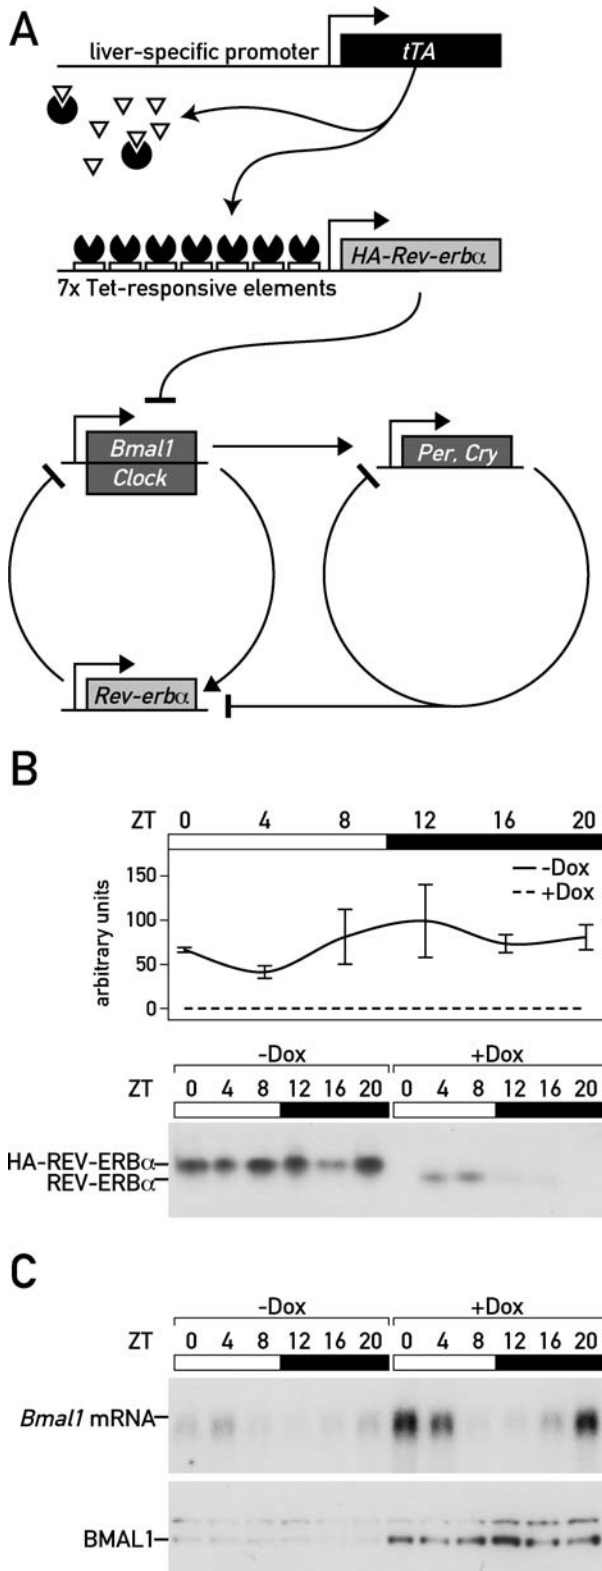 A
liver-specific promoter
tTA
HA-Rev-erbα
7x Tet-responsive elements
Bmal1
Clock
Per, Cry
Rev-erbα
B
ZT 0 4 8 12 16 20
150
100
50
0
arbitrary units
-Dox
+Dox
-Dox +Dox
ZT 0 4 8 12 16 20 0 4 8 12 16 20
HA-REV-ERBα
REV-ERBα
C
-Dox +Dox
ZT 0 4 8 12 16 20 0 4 8 12 16 20
Bmal1 mRNA
BMAL1